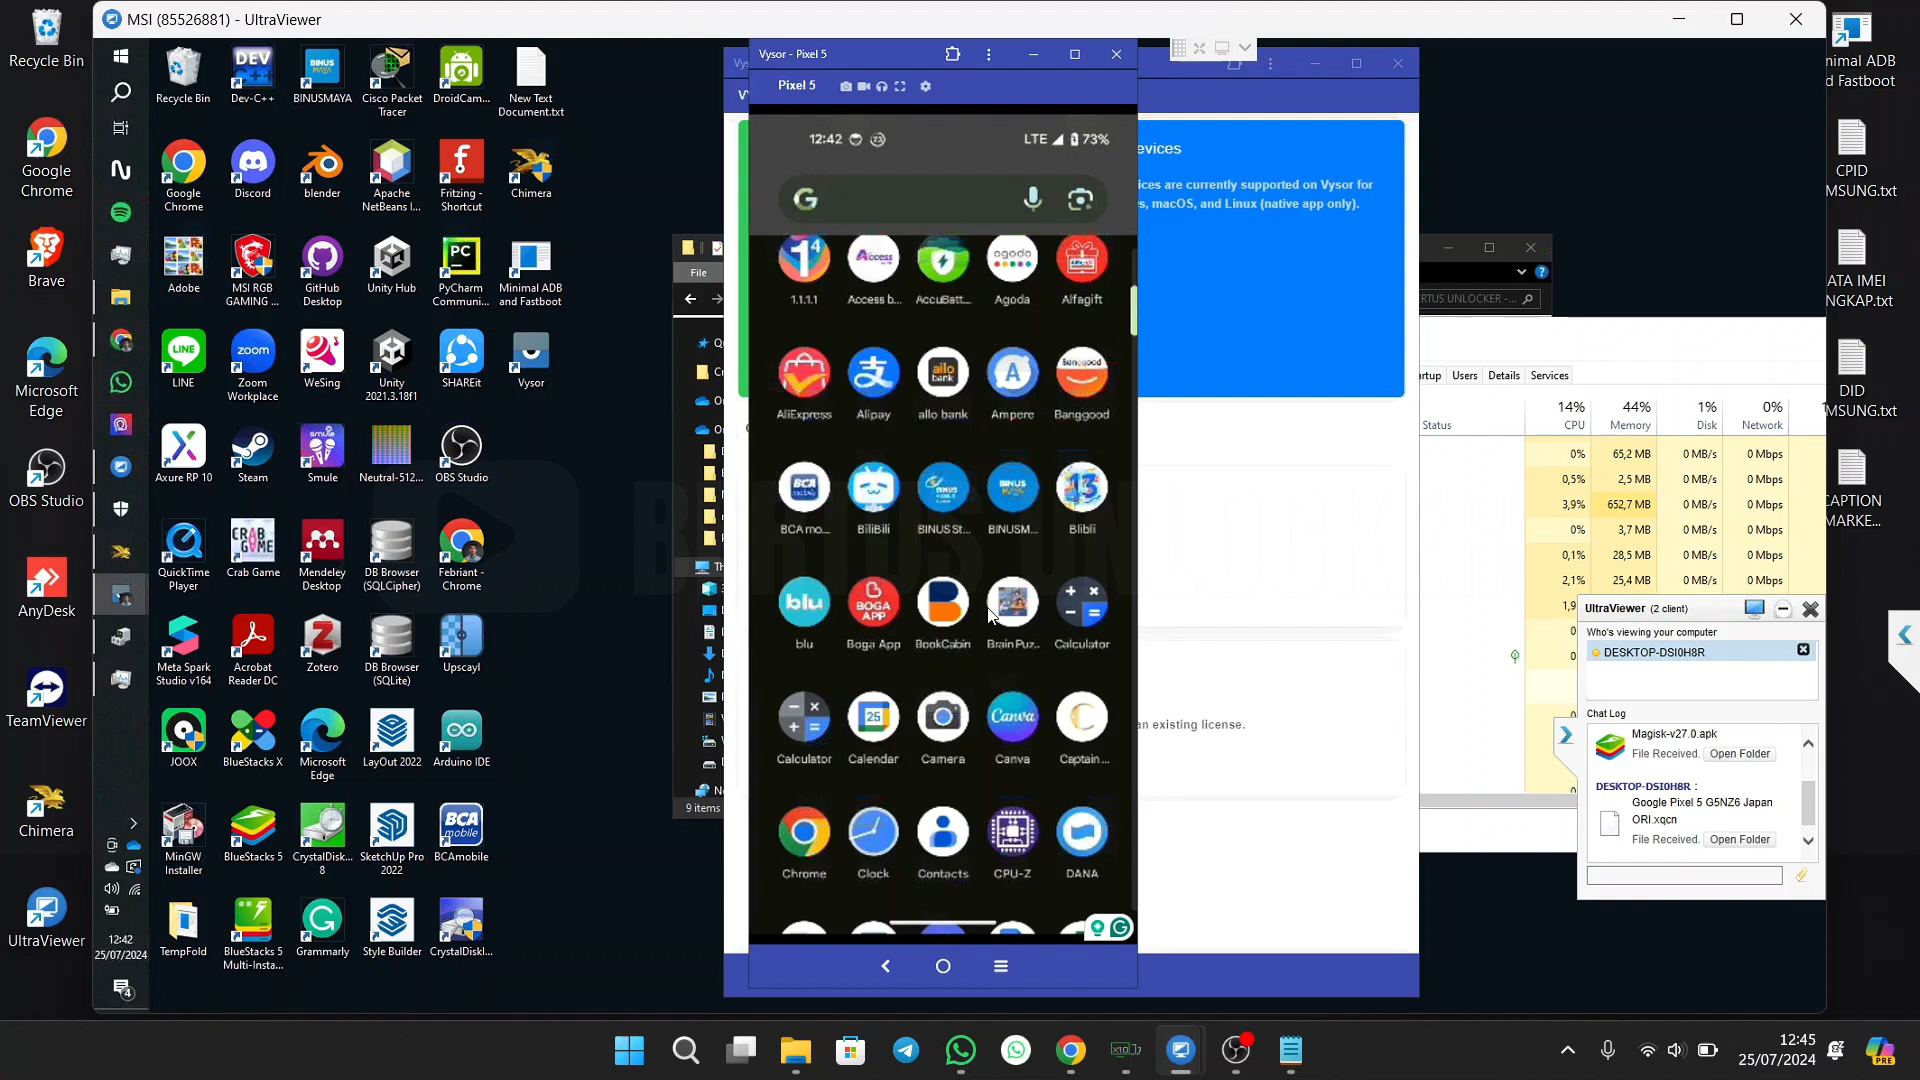 MSI (85526881) - UltraViewer
Recycle Bin
Google
Chrome
Brave
Microsoft
Edge
OBS Studio
AnyDesk
TeamViewer
Chimera
UltraViewer
Recycle Bin
Dev-C++
BINUSMAYA
Cisco Packet
Tracer
DroidCam...
New Text
Document.txt
Google
Chrome
Discord
blender
Apache
NetBeans I...
Fritzing -
Shortcut
Chimera
Adobe
MSI RGB
GAMING ...
GitHub
Desktop
Unity Hub
PyCharm
Communi...
Minimal ADB
and Fastboot
LINE
Zoom
Workplace
WeSing
Unity
2021.3.18f1
SHAREit
Vysor
Axure RP 10
Steam
Smule
Neutral-512...
OBS Studio
QuickTime
Player
Crab Game
Mendeley
Desktop
DB Browser
(SQLCipher)
Febriant -
Chrome
Meta Spark
Studio v164
Acrobat
Reader DC
Zotero
DB Browser
(SQLite)
Upscayl
JOOX
BlueStacks X
Microsoft
Edge
LayOut 2022
Arduino IDE
MinGW
Installer
BlueStacks 5
CrystalDisk...
8
SketchUp Pro
2022
BCAmobile
TempFold
BlueStacks 5
Multi-Insta...
Grammarly
Style Builder
CrystalDiskI...
12:42
25/07/2024
4
Vysor - Pixel 5
Pixel 5
12:42
73
LTE
73%
1.1.1.1
Access b...
AccuBatt...
Agoda
Alfagift
AliExpress
Alipay
allo bank
Ampere
Banggood
BCA mo...
BiliBili
BINUS St...
BINUSM...
Blibli
blu
Boga App
BookCabin
Brain Puz...
Calculator
Calculator
Calendar
Camera
Canva
Captain ...
Chrome
Clock
Contacts
CPU-Z
DANA
evices
ices are currently supported on Vysor for
s, macOS, and Linux (native app only).
an existing license.
File
9 items
ERTUS UNLOCKER -...
artup
Users
Details
Services
Status
14%
CPU
44%
Memory
1%
Disk
0%
Network
0% 65,2 MB 0 MB/s 0 Mbps
0,5% 2,5 MB 0 MB/s 0 Mbps
3,9% 652,7 MB 0 MB/s 0 Mbps
0% 3,7 MB 0 MB/s 0 Mbps
0,1% 28,5 MB 0 MB/s 0 Mbps
2,1% 25,4 MB 0 MB/s 0 Mbps
UltraViewer (2 client)
Who's viewing your computer
DESKTOP-DSI0H8R
Chat Log
Magisk-v27.0.apk
File Received. Open Folder
DESKTOP-DSI0H8R :
Google Pixel 5 G5NZ6 Japan
ORI.xqcn
File Received. Open Folder
nimal ADB
d Fastboot
CPID
MSUNG.txt
ATA IMEI
NGKAP.txt
DID
MSUNG.txt
CAPTION
MARKE...
12:45
25/07/2024